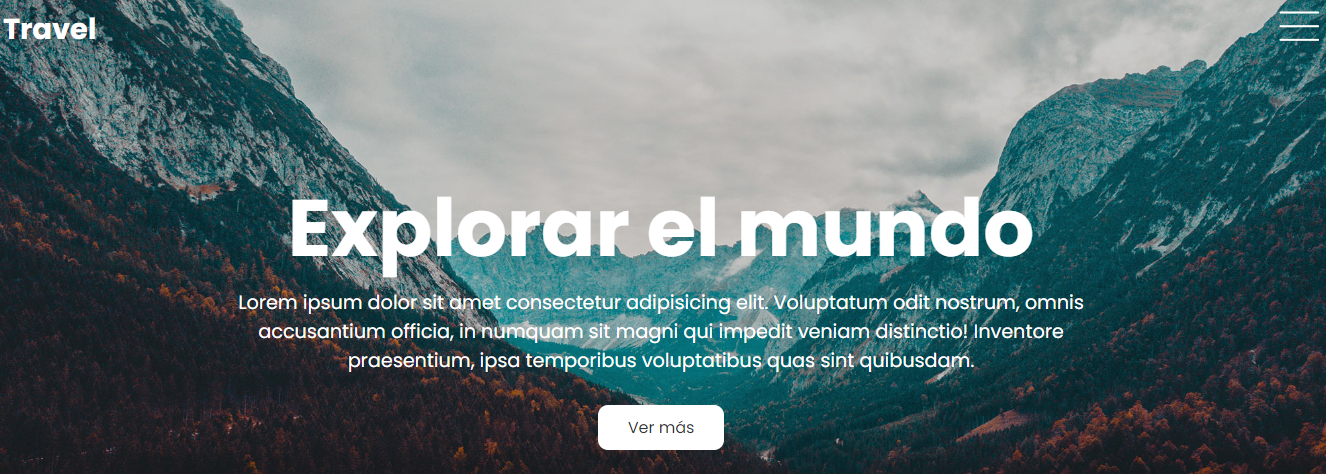 Travel
Explorar el mundo
Lorem ipsum dolor sit amet consectetur adipisicing elit. Voluptatum odit nostrum, omnis
accusantium officia, in numquam sit magni qui impedit veniam distinctio! Inventore
praesentium, ipsa temporibus voluptatibus quas sint quibusdam.
Ver más